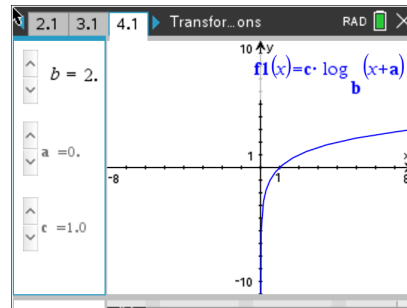 2.1 3.1 4.1 Transfor...ons RAD
b = 2.
a =0.
c =1.0
10 y
f1(x)=c· log b (x+a)
1
-8 1 8
-10